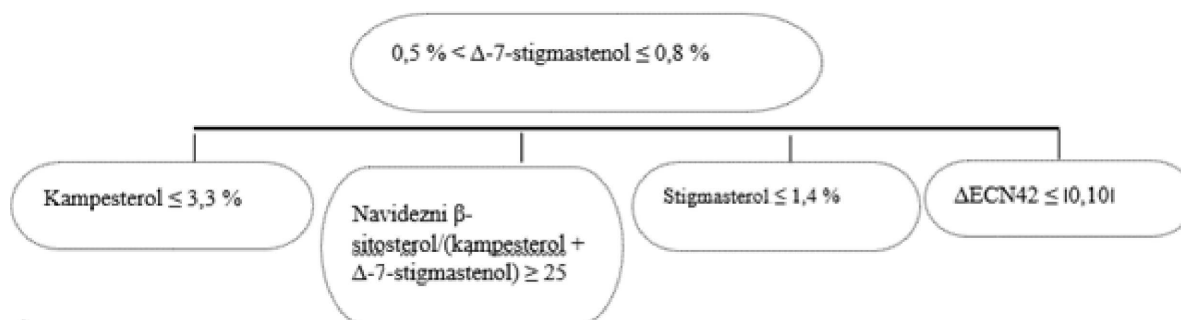 0,5 % < Δ-7-stigmastenol ≤ 0,8 %
Kampesterol ≤ 3,3 %
Navidezni β-
sitosterol/(kampesterol +
Δ-7-stigmastenol) ≥ 25
Stigmasterol ≤ 1,4 %
ΔECN42 ≤ |0,10|